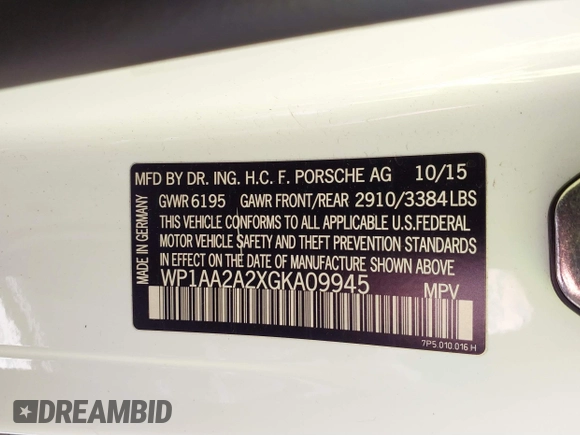 MFD BY DR. ING. H.C. F. PORSCHE AG 10/15
GVWR 6195 GAWR FRONT/REAR 2910/3384 LBS
THIS VEHICLE CONFORMS TO ALL APPLICABLE U.S. FEDERAL
MOTOR VEHICLE SAFETY AND THEFT PREVENTION STANDARDS
IN EFFECT ON THE DATE OF MANUFACTURE SHOWN ABOVE
WP1AA2A2XGKA09945 MPV
7P5.010.016 H
MADE IN GERMANY
DREAMBID